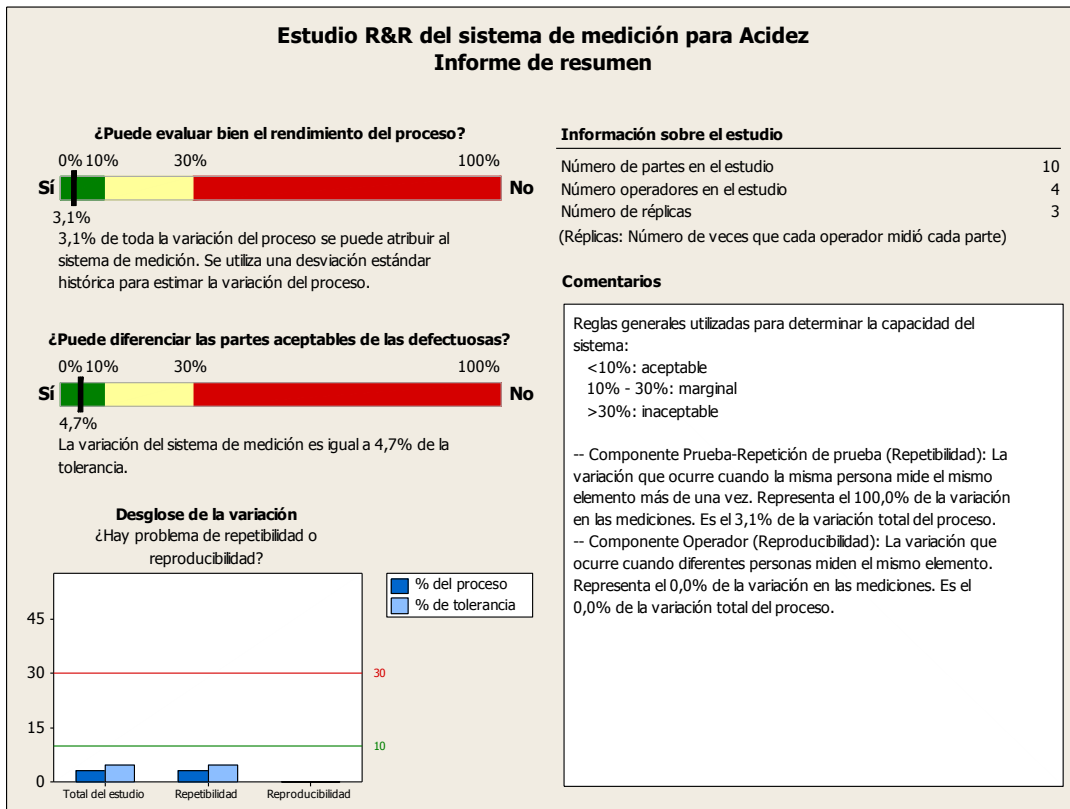 Estudio R&R del sistema de medición para Acidez
Informe de resumen
¿Puede evaluar bien el rendimiento del proceso?
0% 10% 30% 100%
Sí No
3,1%
3,1% de toda la variación del proceso se puede atribuir al
sistema de medición. Se utiliza una desviación estándar
histórica para estimar la variación del proceso.
¿Puede diferenciar las partes aceptables de las defectuosas?
0% 10% 30% 100%
Sí No
4,7%
La variación del sistema de medición es igual a 4,7% de la
tolerancia.
Desglose de la variación
¿Hay problema de repetibilidad o
reproducibilidad?
% del proceso
% de tolerancia
45
30 30
15
10
0
Total del estudio Repetibilidad Reproducibilidad
Información sobre el estudio
Número de partes en el estudio 10
Número operadores en el estudio 4
Número de réplicas 3
(Réplicas: Número de veces que cada operador midió cada parte)
Comentarios
Reglas generales utilizadas para determinar la capacidad del
sistema:
<10%: aceptable
10% - 30%: marginal
>30%: inaceptable
-- Componente Prueba-Repetición de prueba (Repetibilidad): La
variación que ocurre cuando la misma persona mide el mismo
elemento más de una vez. Representa el 100,0% de la variación
en las mediciones. Es el 3,1% de la variación total del proceso.
-- Componente Operador (Reproducibilidad): La variación que
ocurre cuando diferentes personas miden el mismo elemento.
Representa el 0,0% de la variación en las mediciones. Es el
0,0% de la variación total del proceso.